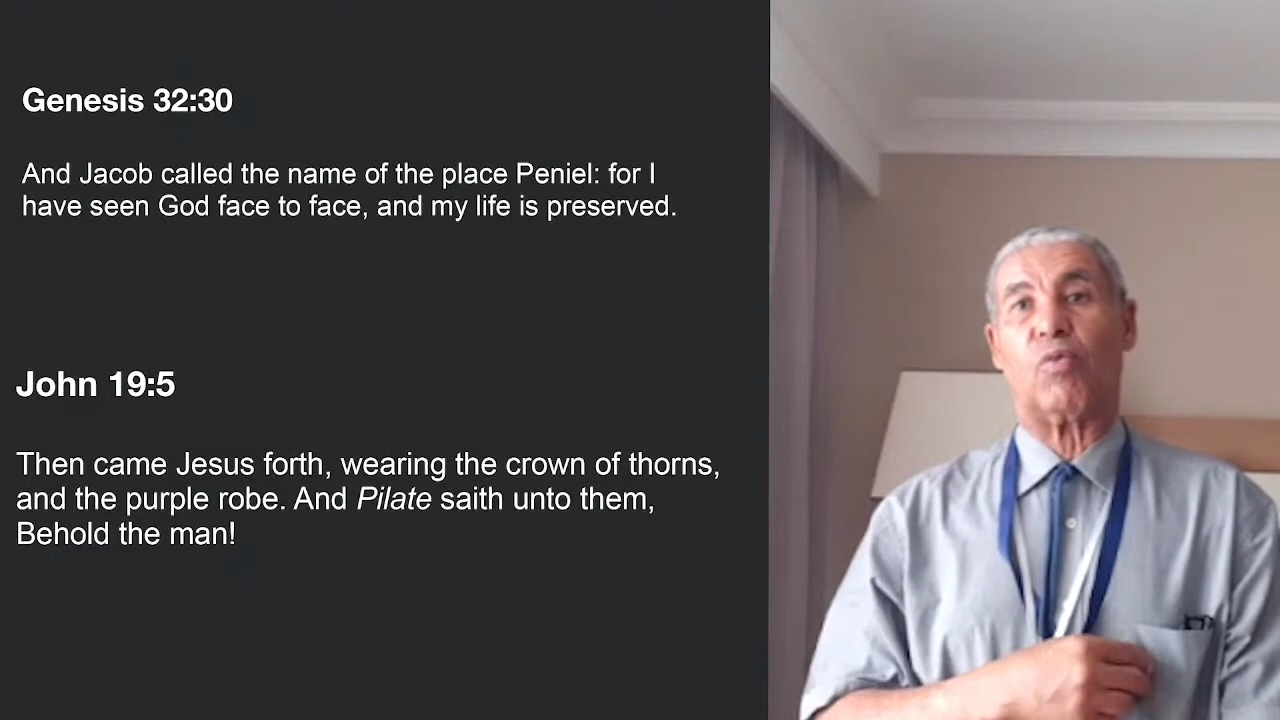 Genesis 32:30
And Jacob called the name of the place Peniel: for I
have seen God face to face, and my life is preserved.
John 19:5
Then came Jesus forth, wearing the crown of thorns,
and the purple robe. And Pilate saith unto them,
Behold the man!